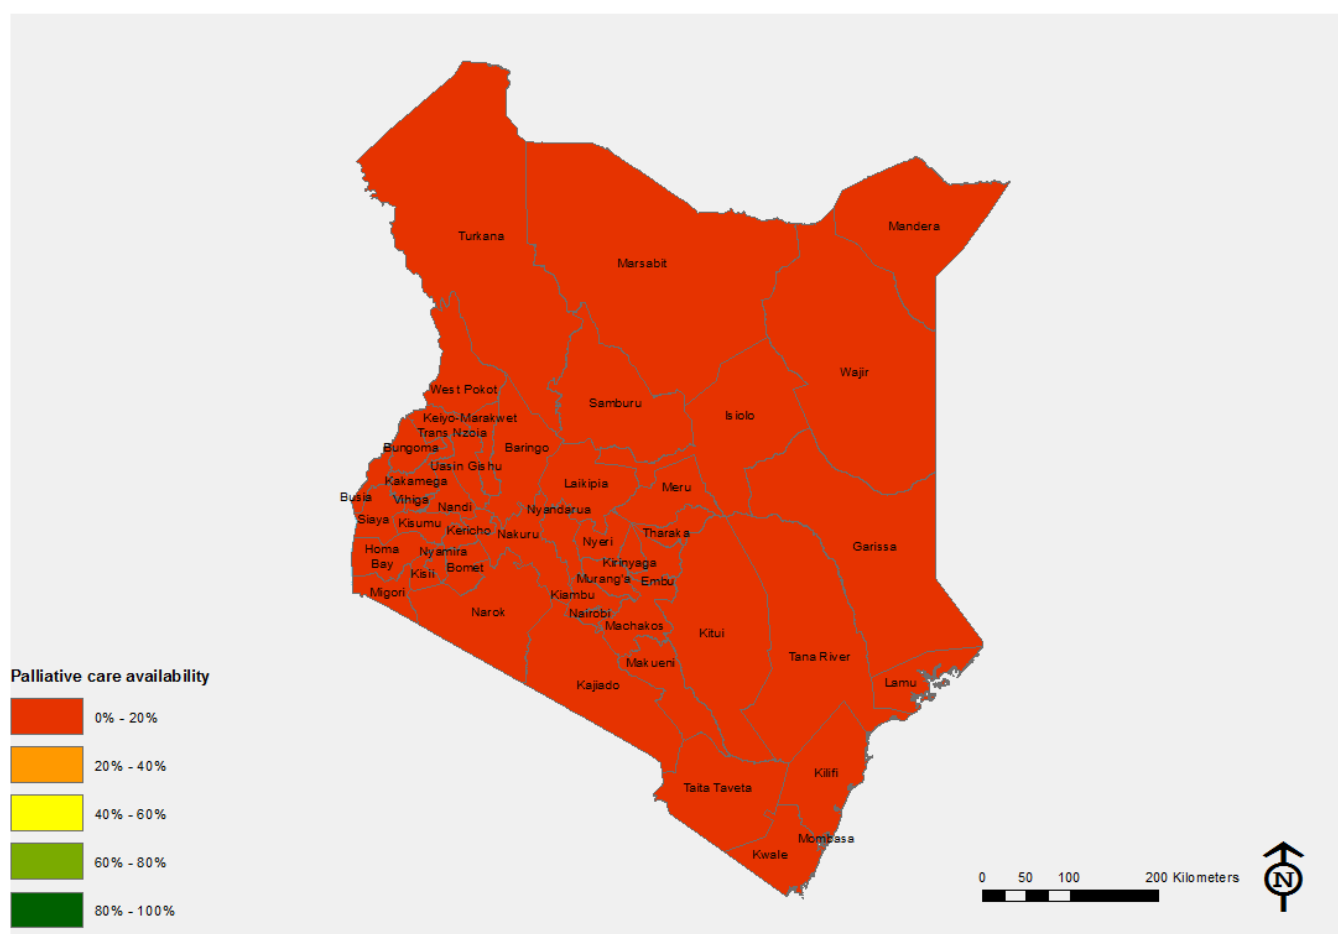 Mandera
Turkana
Marsabit
Wajir
West Pokot
Samburu
Isiolo
Keiyo-Marakwet
Trans Nzoia
Bungoma
Baringo
Uasin Gishu
Kakamega
Laikipia
Meru
Busia
Vihiga
Nandi
Nyandarua
Siaya
Kisumu
Kericho
Nakuru
Tharaka
Nyeri
Garissa
Homa
Bay
Nyamira
Kirinyaga
Kisii
Bomet
Murang'a
Embu
Migori
Kiambu
Narok
Nairobi
Machakos
Kitui
Makueni
Tana River
Kajiado
Lamu
Kilifi
Taita Taveta
Mombasa
Kwale
Palliative care availability
0% - 20%
20% - 40%
40% - 60%
60% - 80%
80% - 100%
0 50 100 200 Kilometers
N